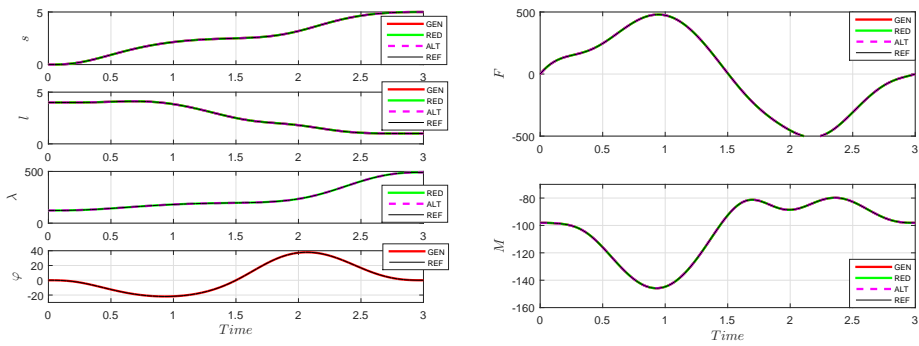 5
s
0
0 0.5 1 1.5 2 2.5 3
GEN
RED
ALT
REF
5
l
0
0 0.5 1 1.5 2 2.5 3
GEN
RED
ALT
REF
500
λ
0
0 0.5 1 1.5 2 2.5 3
RED
ALT
REF
40
20
0
-20
φ
0 0.5 1 1.5 2 2.5 3
GEN
REF
Time
500
F
0
-500
0 0.5 1 1.5 2 2.5 3
GEN
RED
ALT
REF
-80
-100
M
-120
-140
-160
0 0.5 1 1.5 2 2.5 3
GEN
RED
ALT
REF
Time